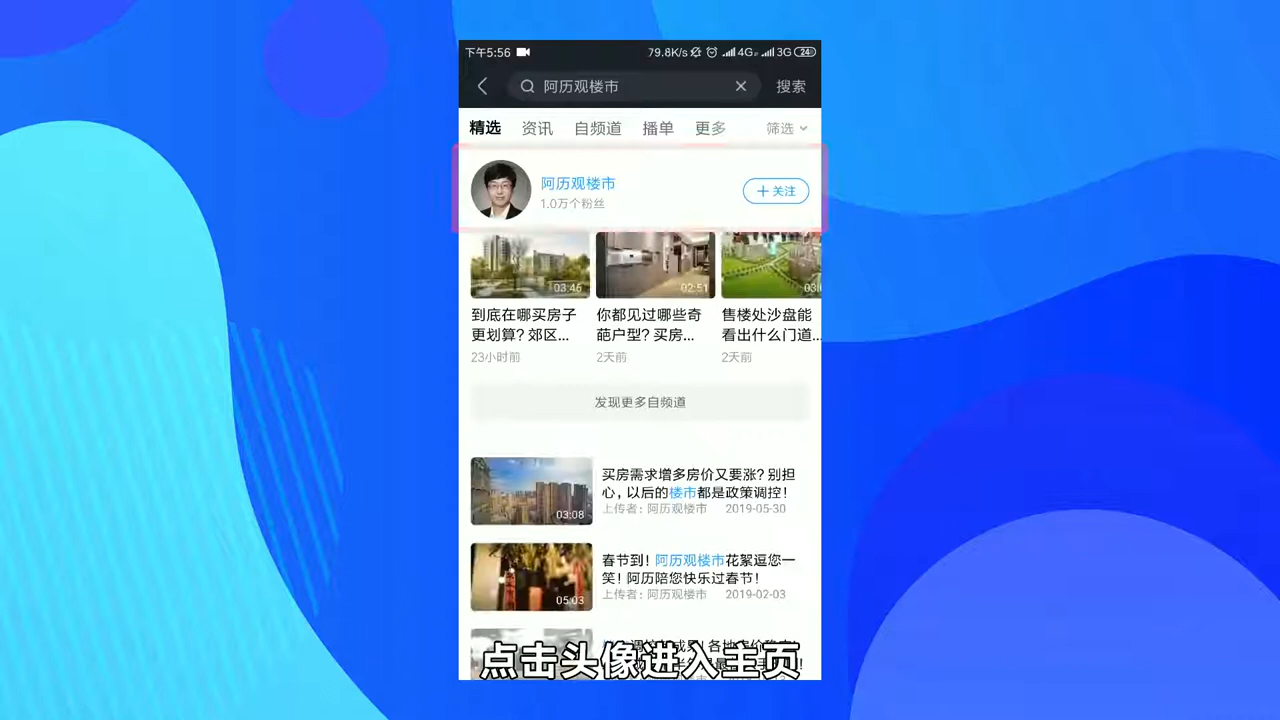 下午5:56
79.8K/s 4G 3G 24
阿历观楼市
搜索
精选 资讯 自频道 播单 更多 筛选
阿历观楼市
1.0万个粉丝
+关注
03:46
02:51
到底在哪买房子
更划算？郊区...
23小时前
你都见过哪些奇
葩户型？买房...
2天前
售楼处沙盘能
看出什么门道...
2天前
发现更多自频道
03:08
买房需求增多房价又要涨？别担
心，以后的楼市都是政策调控！
上传者：阿历观楼市 2019-05-30
05:03
春节到！阿历观楼市花絮逗您一
笑！阿历陪您快乐过春节！
上传者：阿历观楼市 2019-02-03
点击头像进入主页